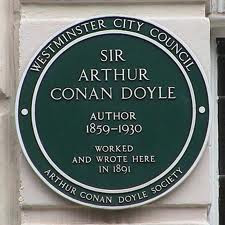 WESTMINSTER CITY COUNCIL
SIR
ARTHUR
CONAN DOYLE
AUTHOR
1859-1930
WORKED
AND WROTE HERE
IN 1891
ARTHUR CONAN DOYLE SOCIETY